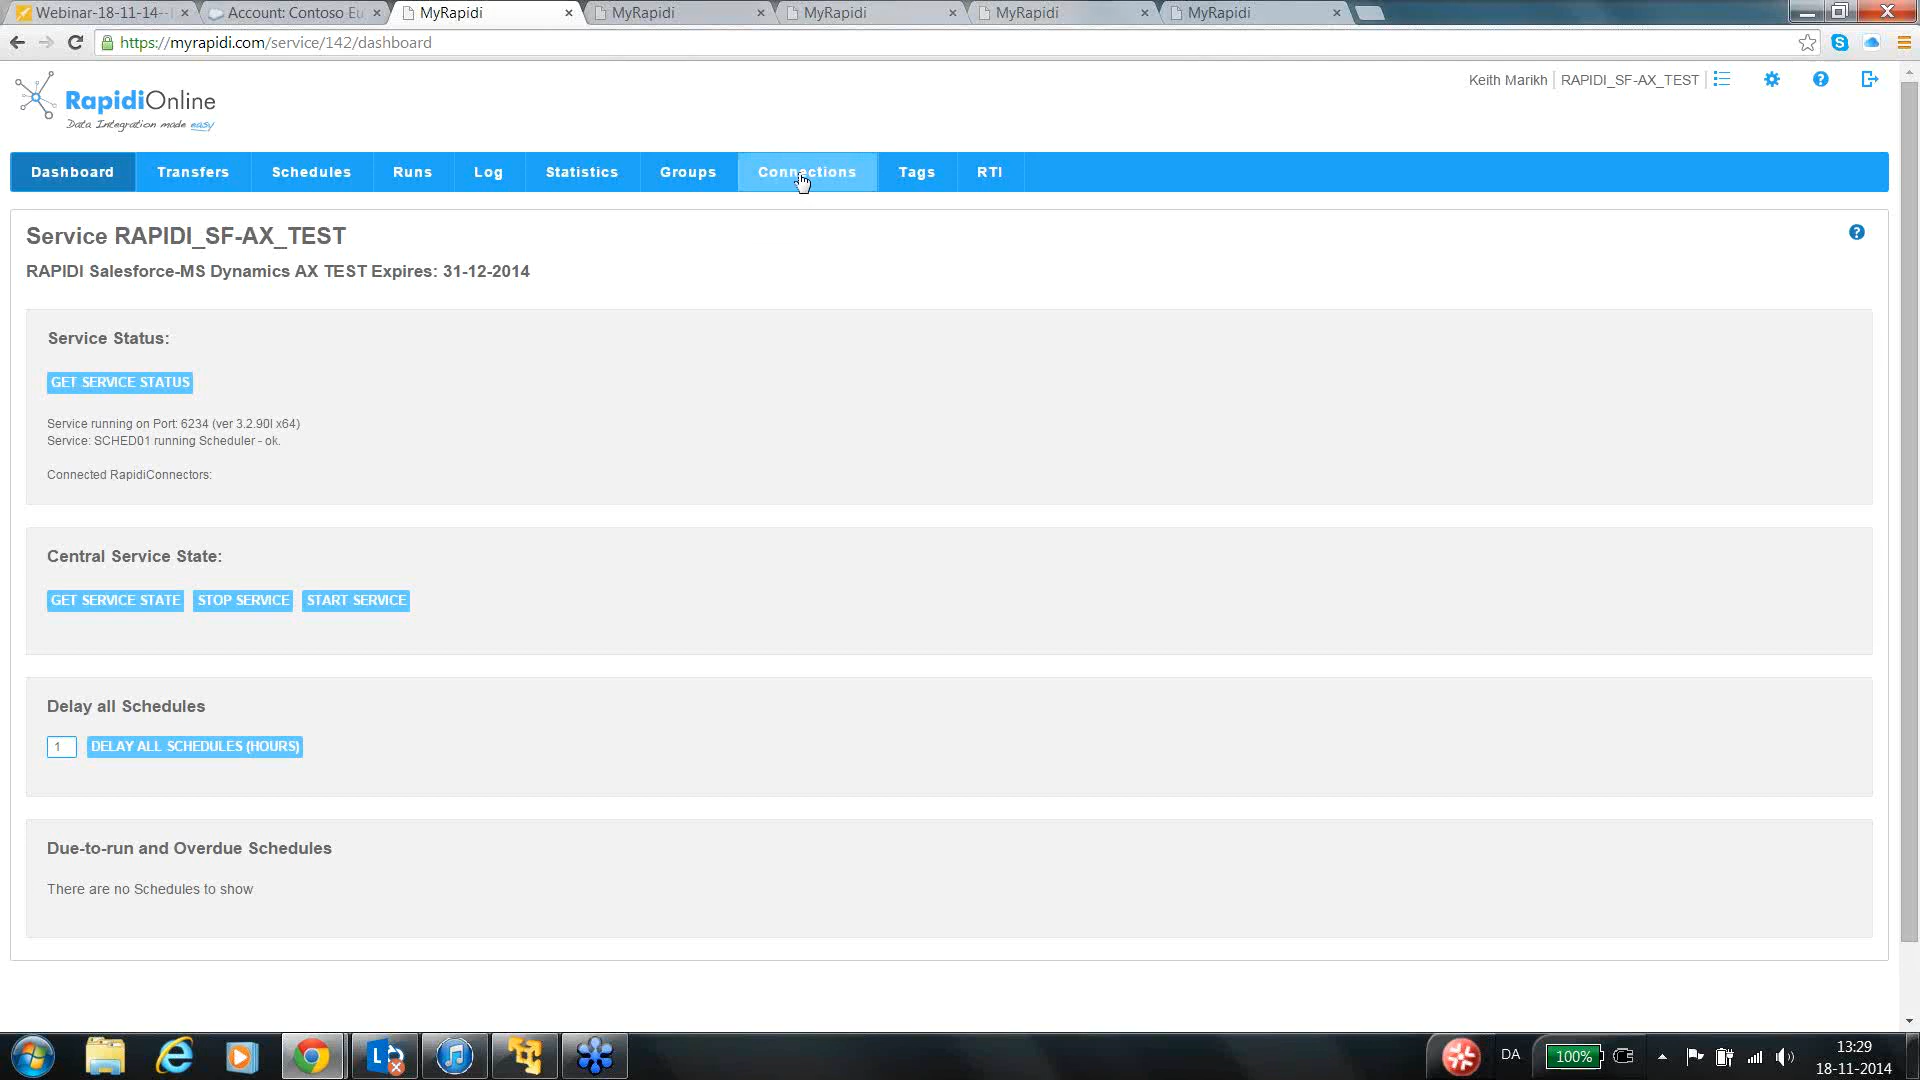 Webinar-18-11-14--
Account: Contoso Eu
MyRapidi
MyRapidi
MyRapidi
MyRapidi
MyRapidi
https://myrapidi.com/service/142/dashboard
RapidiOnline
Data Integration made easy
Keith Marikh
RAPIDI_SF-AX_TEST
Dashboard
Transfers
Schedules
Runs
Log
Statistics
Groups
Connections
Tags
RTI
Service RAPIDI_SF-AX_TEST
RAPIDI Salesforce-MS Dynamics AX TEST Expires: 31-12-2014
Service Status:
GET SERVICE STATUS
Service running on Port: 6234 (ver 3.2.90l x64)
Service: SCHED01 running Scheduler - ok.
Connected RapidiConnectors:
Central Service State:
GET SERVICE STATE
STOP SERVICE
START SERVICE
Delay all Schedules
1
DELAY ALL SCHEDULES (HOURS)
Due-to-run and Overdue Schedules
There are no Schedules to show
DA
100%
13:29
18-11-2014